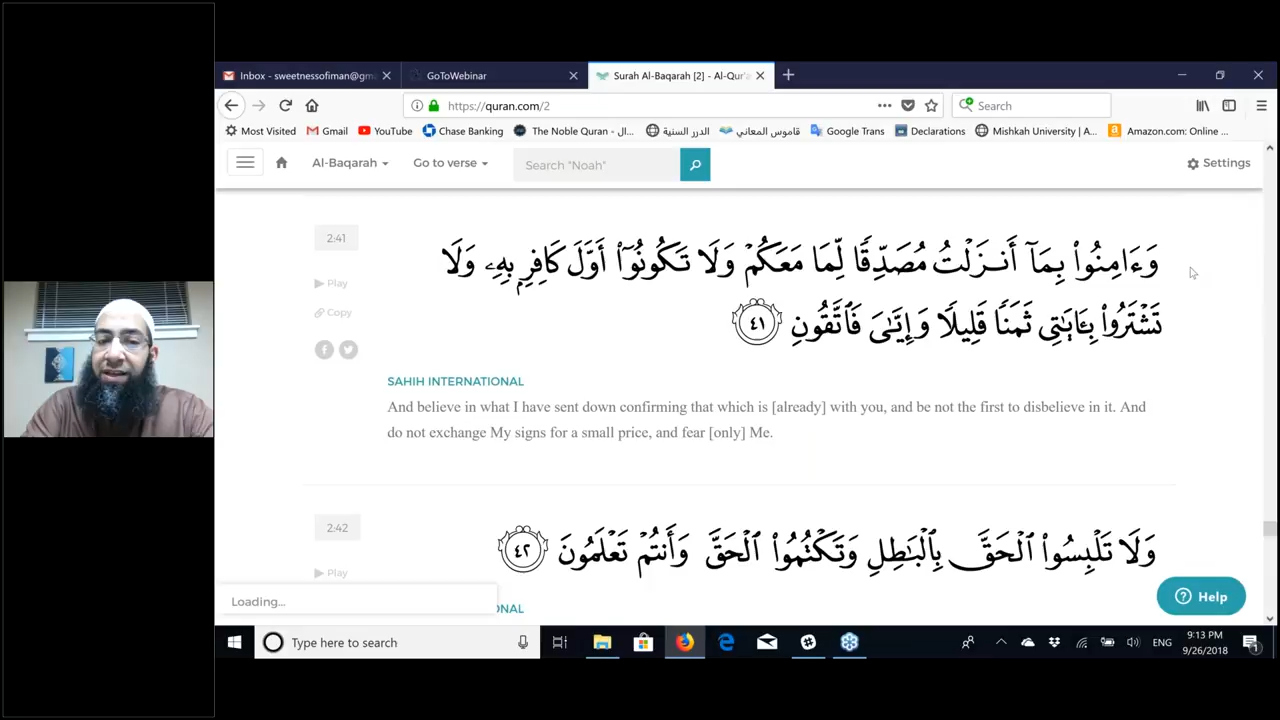 Inbox - sweetnessofiman@gm
GoToWebinar
Surah Al-Baqarah [2] - Al-Qur'a
https://quran.com/2
Search
Most Visited
Gmail
YouTube
Chase Banking
The Noble Quran - ال...
الدرر السنية
قاموس المعاني
Google Trans
Declarations
Mishkah University | A...
Amazon.com: Online ...
Al-Baqarah
Go to verse
Search "Noah"
Settings
2:41
وَءَامِنُوا۟ بِمَآ أَنزَلْتُ مُصَدِّقًا لِّمَا مَعَكُمْ وَلَا تَكُونُوٓا۟ أَوَّلَ كَافِرٍۭ بِهِۦ وَلَا
تَشْتَرُوا۟ بِـَٔايَـٰتِى ثَمَنًا قَلِيلًا وَإِيَّـٰىَ فَٱتَّقُونِ ٤١
Play
Copy
SAHIH INTERNATIONAL
And believe in what I have sent down confirming that which is [already] with you, and be not the first to disbelieve in it. And
do not exchange My signs for a small price, and fear [only] Me.
2:42
وَلَا تَلْبِسُوا۟ ٱلْحَقَّ بِٱلْبَـٰطِلِ وَتَكْتُمُوا۟ ٱلْحَقَّ وَأَنتُمْ تَعْلَمُونَ ٤٢
Play
Loading...
ONAL
Help
Type here to search
ENG
9:13 PM
9/26/2018
1